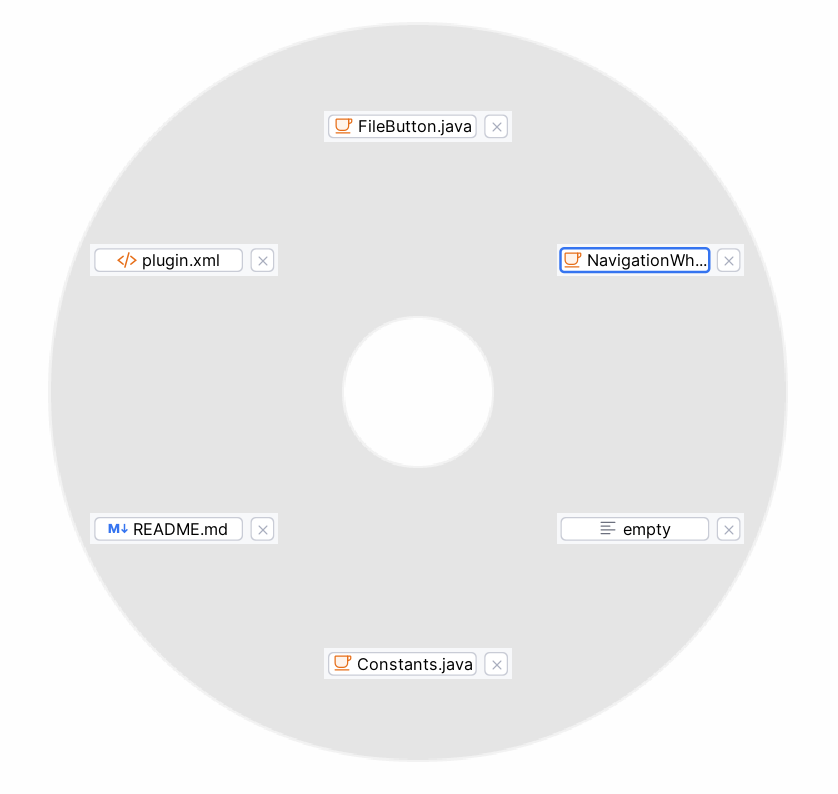 FileButton.java
plugin.xml
NavigationWh...
M↓ README.md
empty
Constants.java